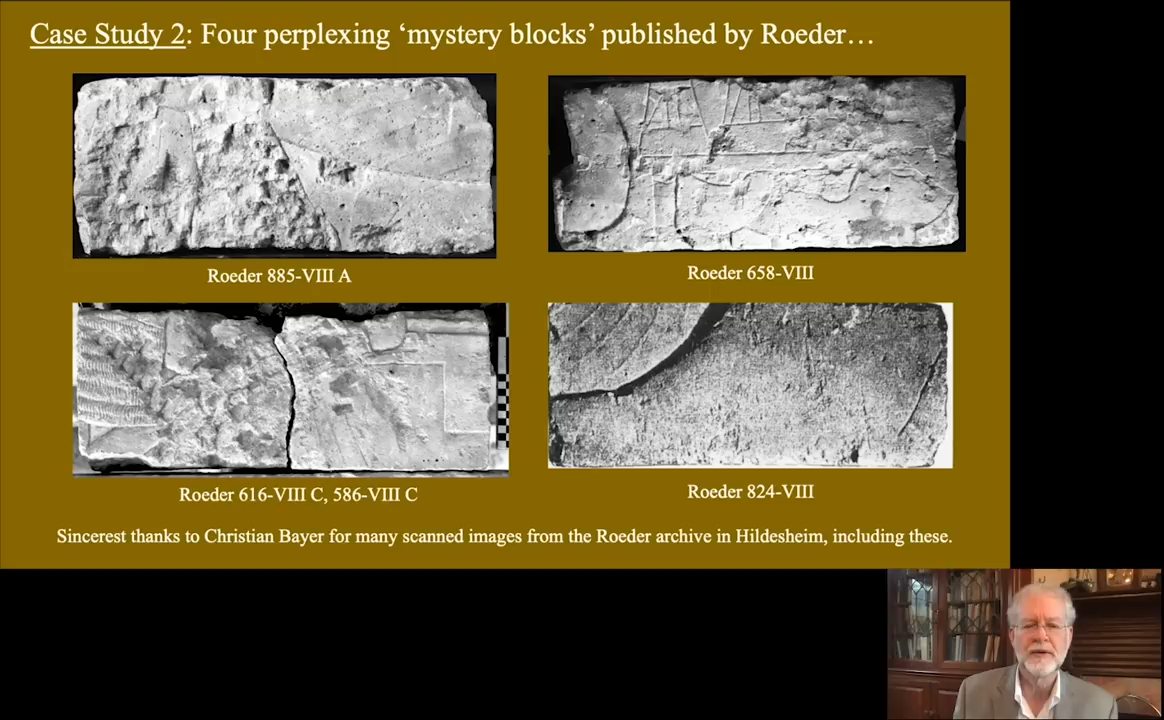 Case Study 2: Four perplexing ‘mystery blocks’ published by Roeder…
Roeder 885-VIII A
Roeder 658-VIII
Roeder 616-VIII C, 586-VIII C
Roeder 824-VIII
Sincerest thanks to Christian Bayer for many scanned images from the Roeder archive in Hildesheim, including these.